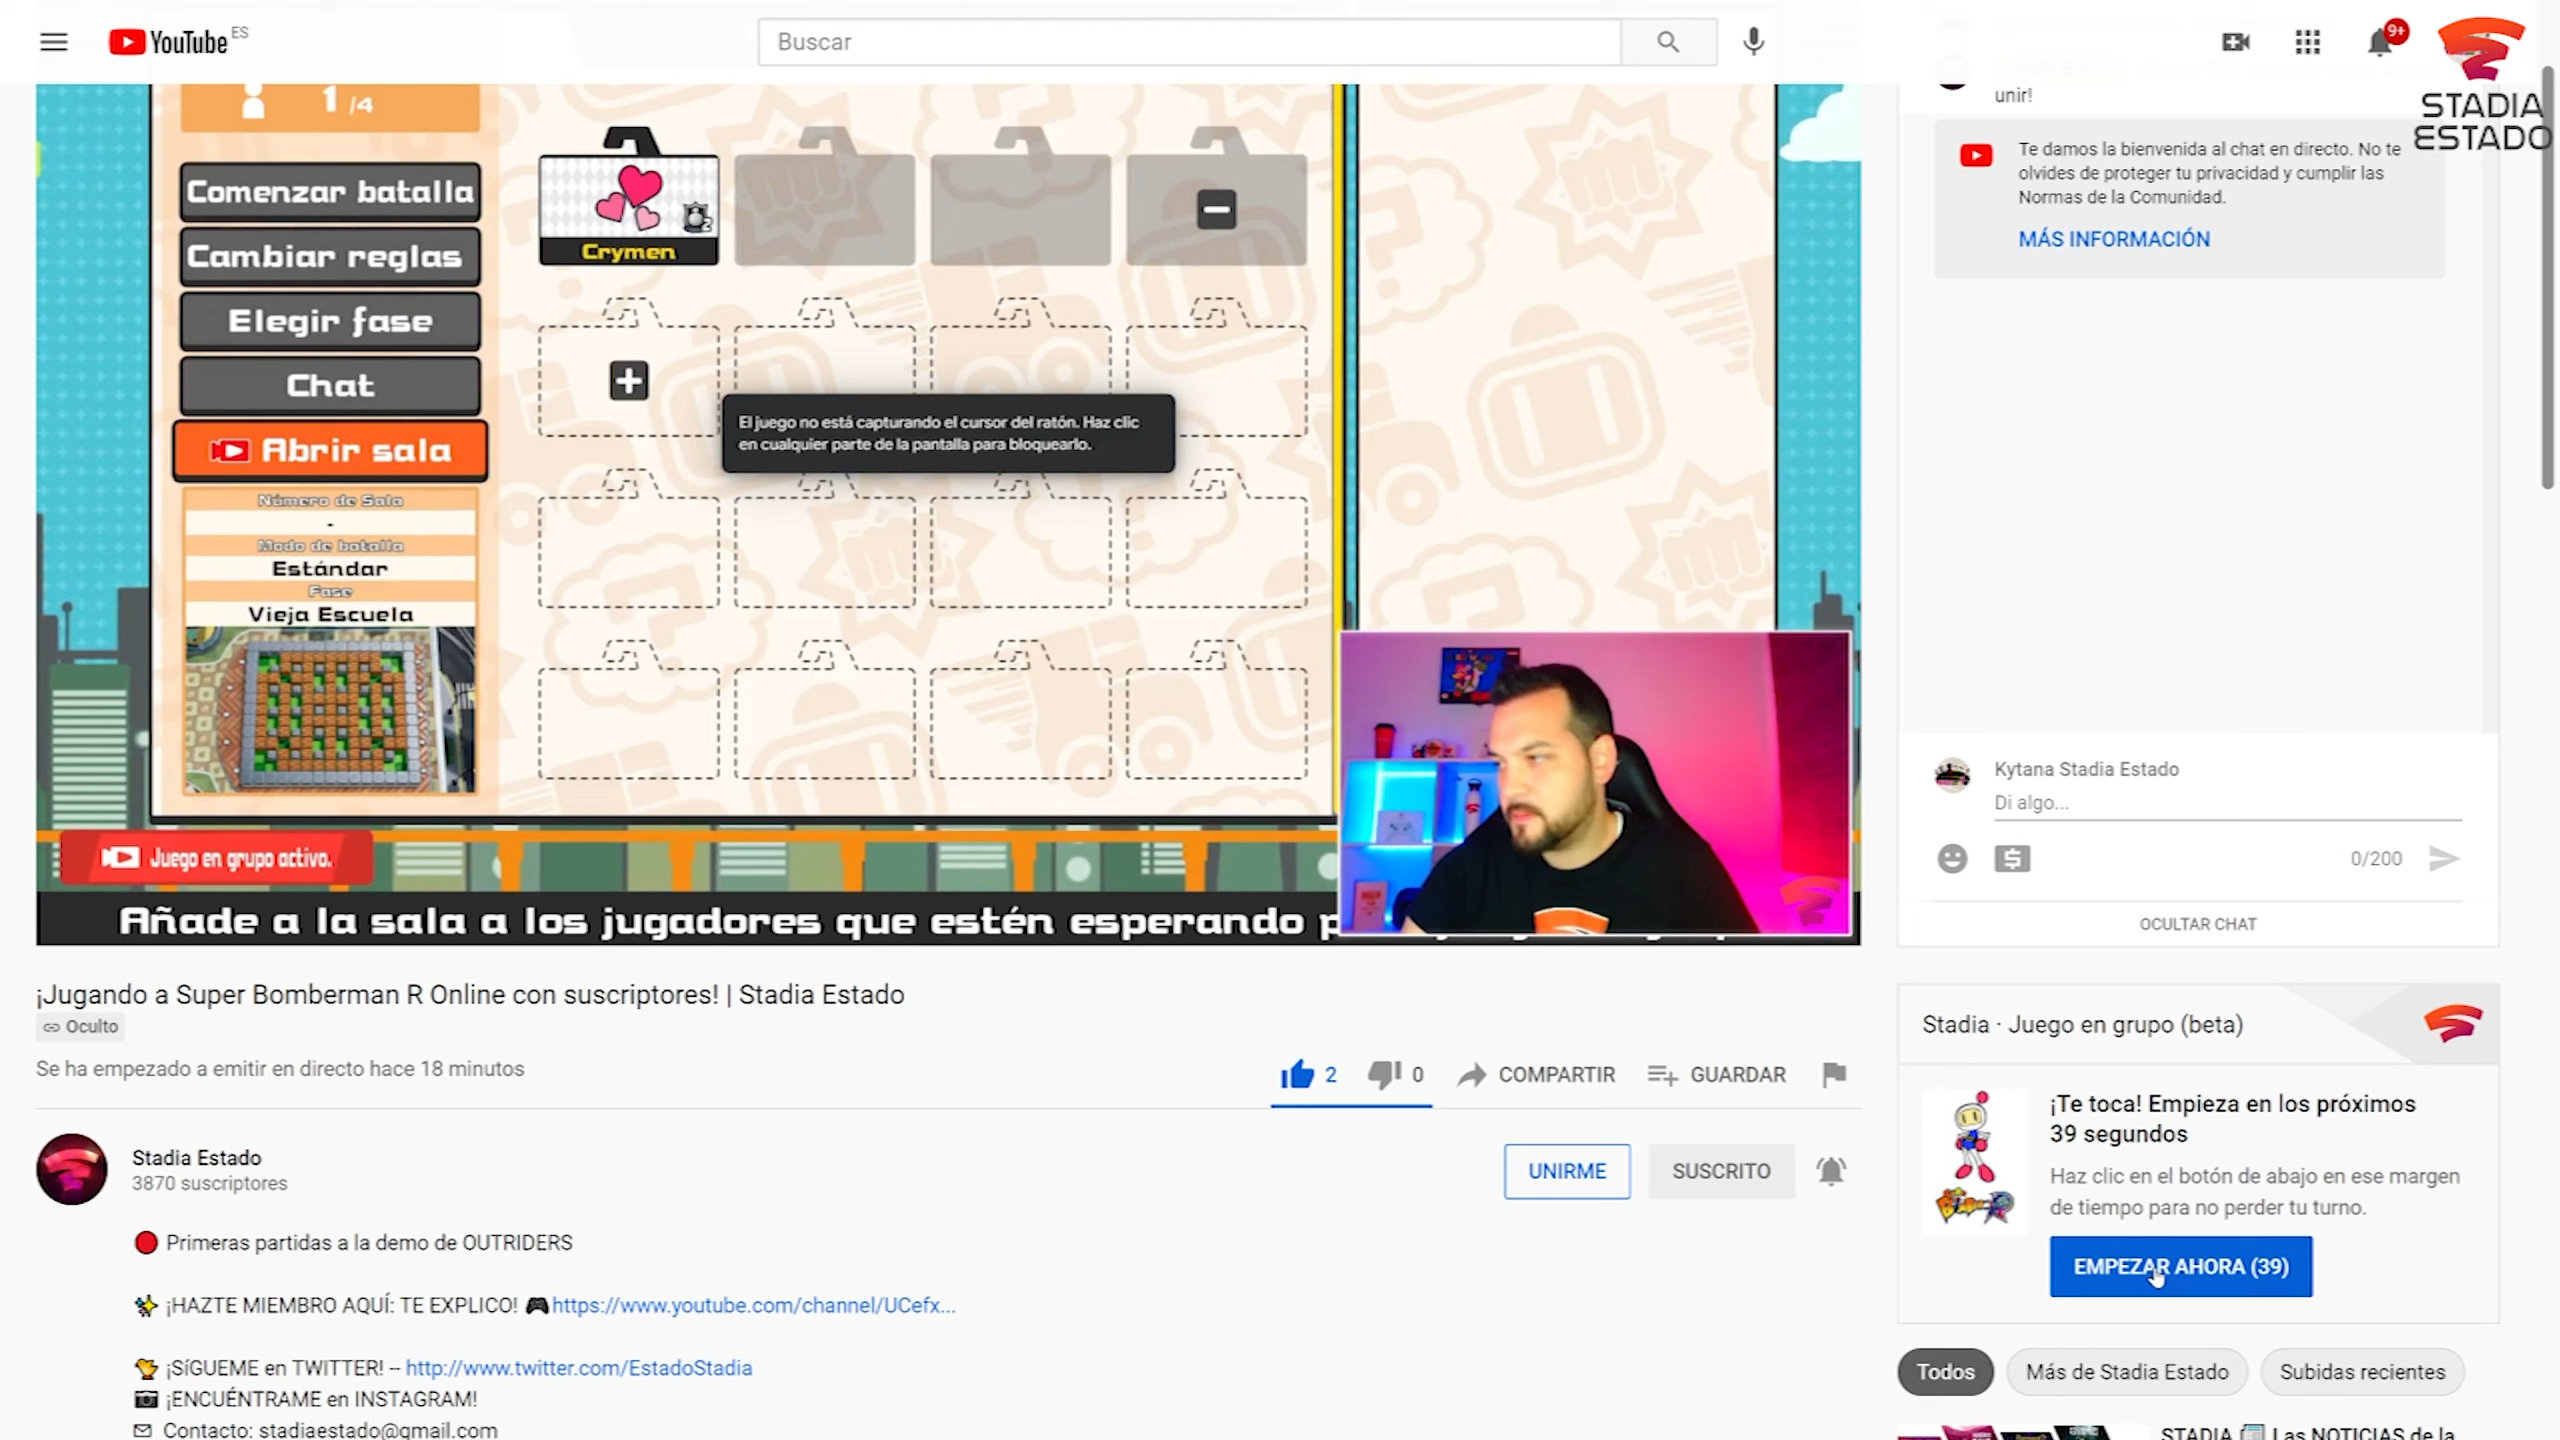 YouTube ES
Buscar
9+
STADIA
ESTADO
1 /4
Comenzar batalla
Cambiar reglas
Elegir fase
Chat
Abrir sala
Número de Sala
-
Modo de batalla
Estándar
Fase
Vieja Escuela
Crymen
El juego no está capturando el cursor del ratón. Haz clic
en cualquier parte de la pantalla para bloquearlo.
Juego en grupo activo.
Añade a la sala a los jugadores que estén esperando
unir!
Te damos la bienvenida al chat en directo. No te
olvides de proteger tu privacidad y cumplir las
Normas de la Comunidad.
MÁS INFORMACIÓN
Kytana Stadia Estado
Di algo...
0/200
OCULTAR CHAT
¡Jugando a Super Bomberman R Online con suscriptores! | Stadia Estado
Oculto
Se ha empezado a emitir en directo hace 18 minutos
2
0
COMPARTIR
GUARDAR
Stadia Estado
3870 suscriptores
UNIRME
SUSCRITO
Primeras partidas a la demo de OUTRIDERS
¡HAZTE MIEMBRO AQUÍ: TE EXPLICO! https://www.youtube.com/channel/UCefx...
¡SíGUEME en TWITTER! -- http://www.twitter.com/EstadoStadia
¡ENCUÉNTRAME en INSTAGRAM!
Contacto: stadiaestado@gmail.com
Stadia · Juego en grupo (beta)
¡Te toca! Empieza en los próximos
39 segundos
Haz clic en el botón de abajo en ese margen
de tiempo para no perder tu turno.
EMPEZAR AHORA (39)
Todos
Más de Stadia Estado
Subidas recientes
STADIA Las NOTICIAS de la